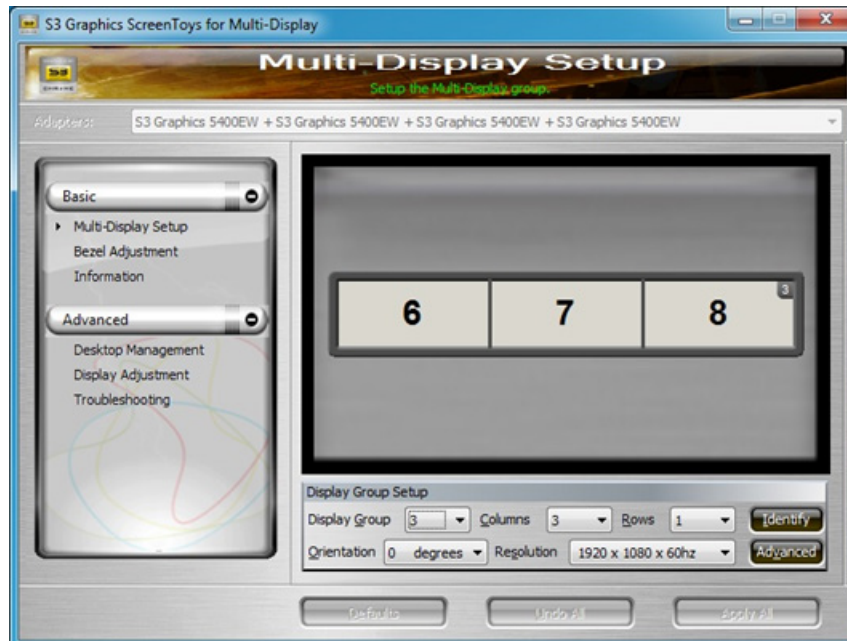 S3 Graphics ScreenToys for Multi-Display
Multi-Display Setup
Setup the Multi-Display group.
S3
CHROME
Adapters: S3 Graphics 5400EW + S3 Graphics 5400EW + S3 Graphics 5400EW + S3 Graphics 5400EW
Basic
Multi-Display Setup
Bezel Adjustment
Information
Advanced
Desktop Management
Display Adjustment
Troubleshooting
3
6 7 8
Display Group Setup
Display Group 3 Columns 3 Rows 1 Identify
Orientation 0 degrees Resolution 1920 x 1080 x 60hz Advanced
Defaults Undo All Apply All